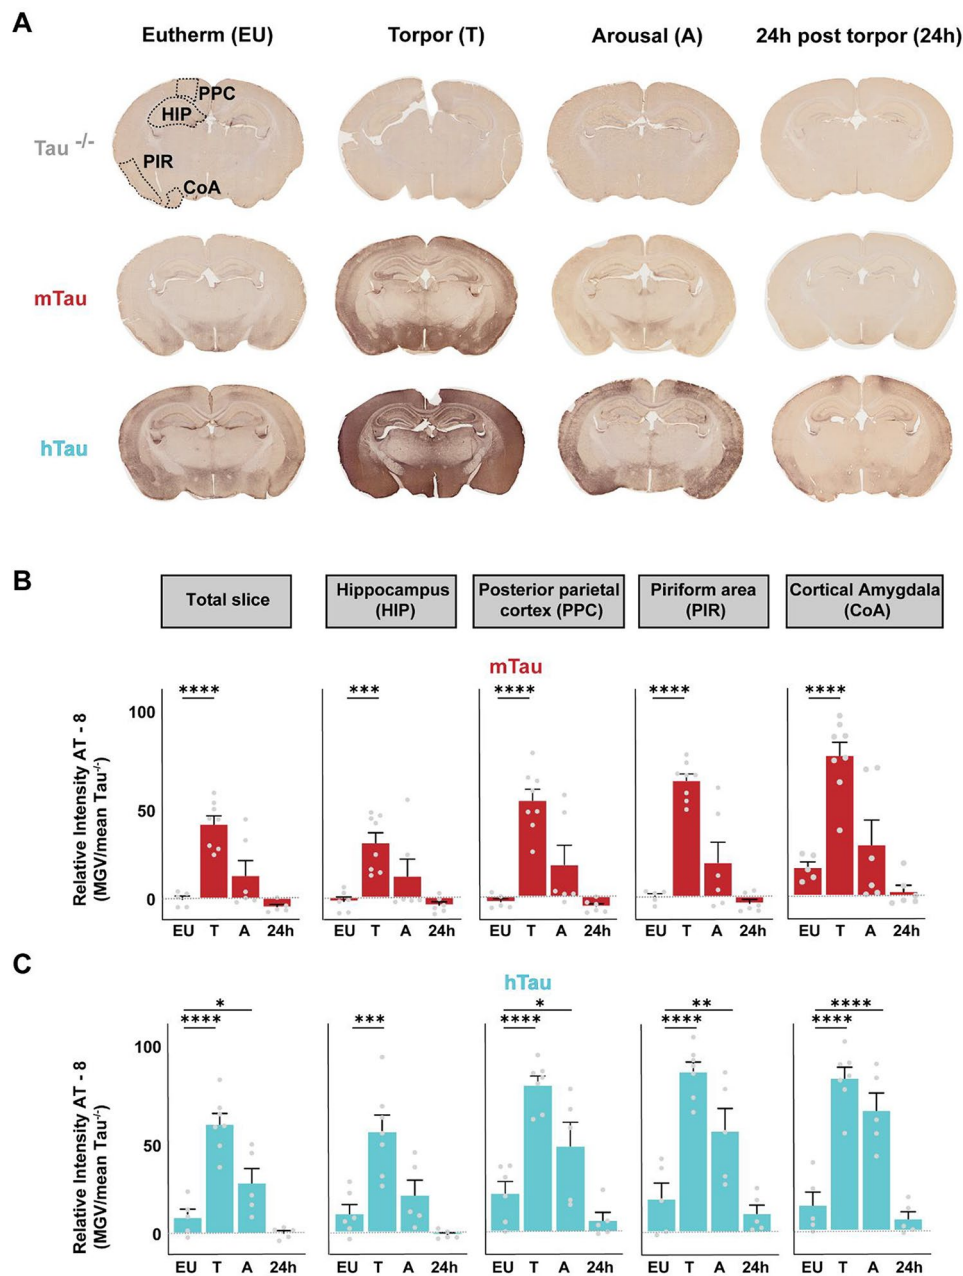 A
Eutherm (EU) Torpor (T) Arousal (A) 24h post torpor (24h)
Tau -/-
PPC
HIP
PIR
CoA
mTau
hTau
B
Total slice
Hippocampus
(HIP)
Posterior parietal
cortex (PPC)
Piriform area
(PIR)
Cortical Amygdala
(CoA)
mTau
**** *** **** **** ****
Relative Intensity AT - 8
(MGV/mean Tau-/-)
100
50
0
EU T A 24h EU T A 24h EU T A 24h EU T A 24h EU T A 24h
C
hTau
* * ** ****
**** *** **** **** ****
Relative Intensity AT - 8
(MGV/mean Tau-/-)
100
50
0
EU T A 24h EU T A 24h EU T A 24h EU T A 24h EU T A 24h